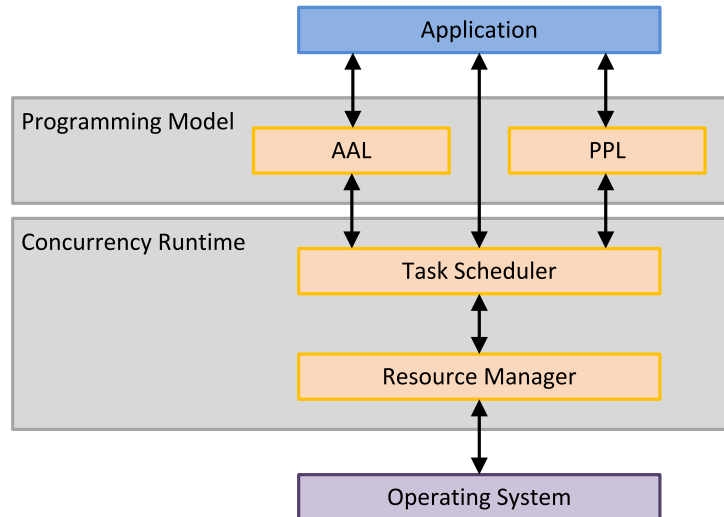 Application
Programming Model
AAL
PPL
Concurrency Runtime
Task Scheduler
Resource Manager
Operating System